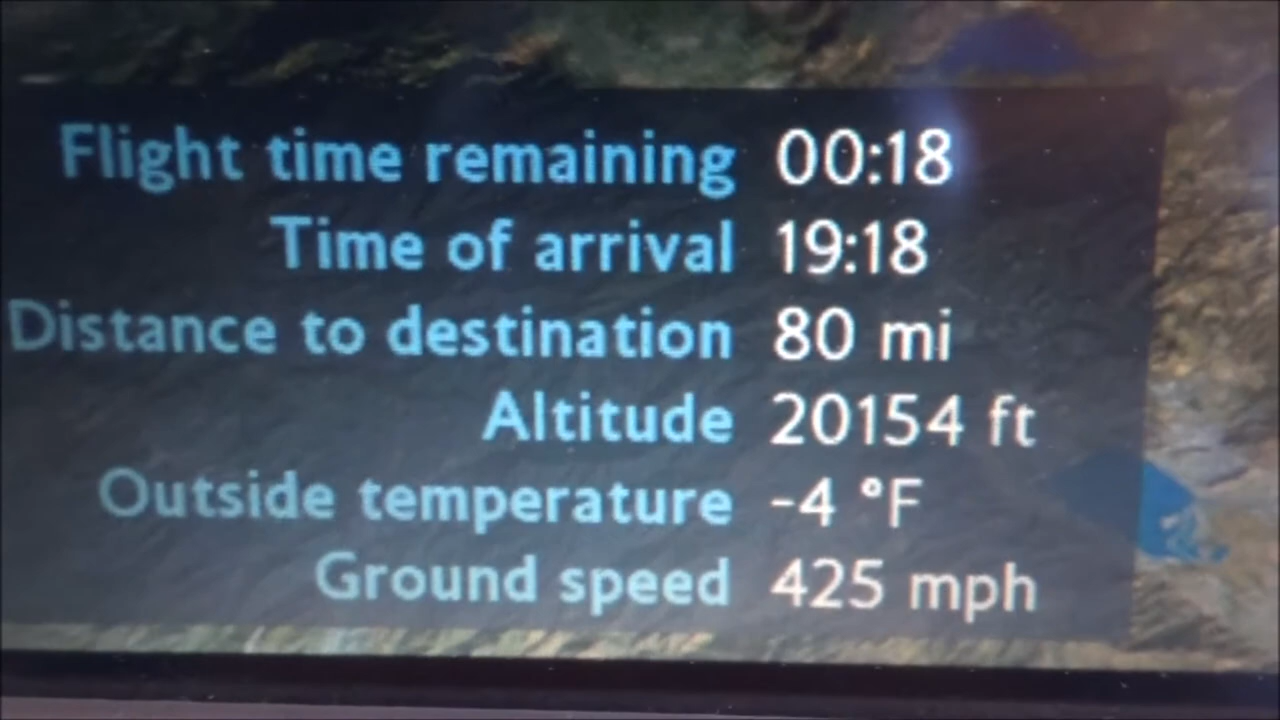 Flight time remaining 00:18
Time of arrival 19:18
Distance to destination 80 mi
Altitude 20154 ft
Outside temperature -4 °F
Ground speed 425 mph